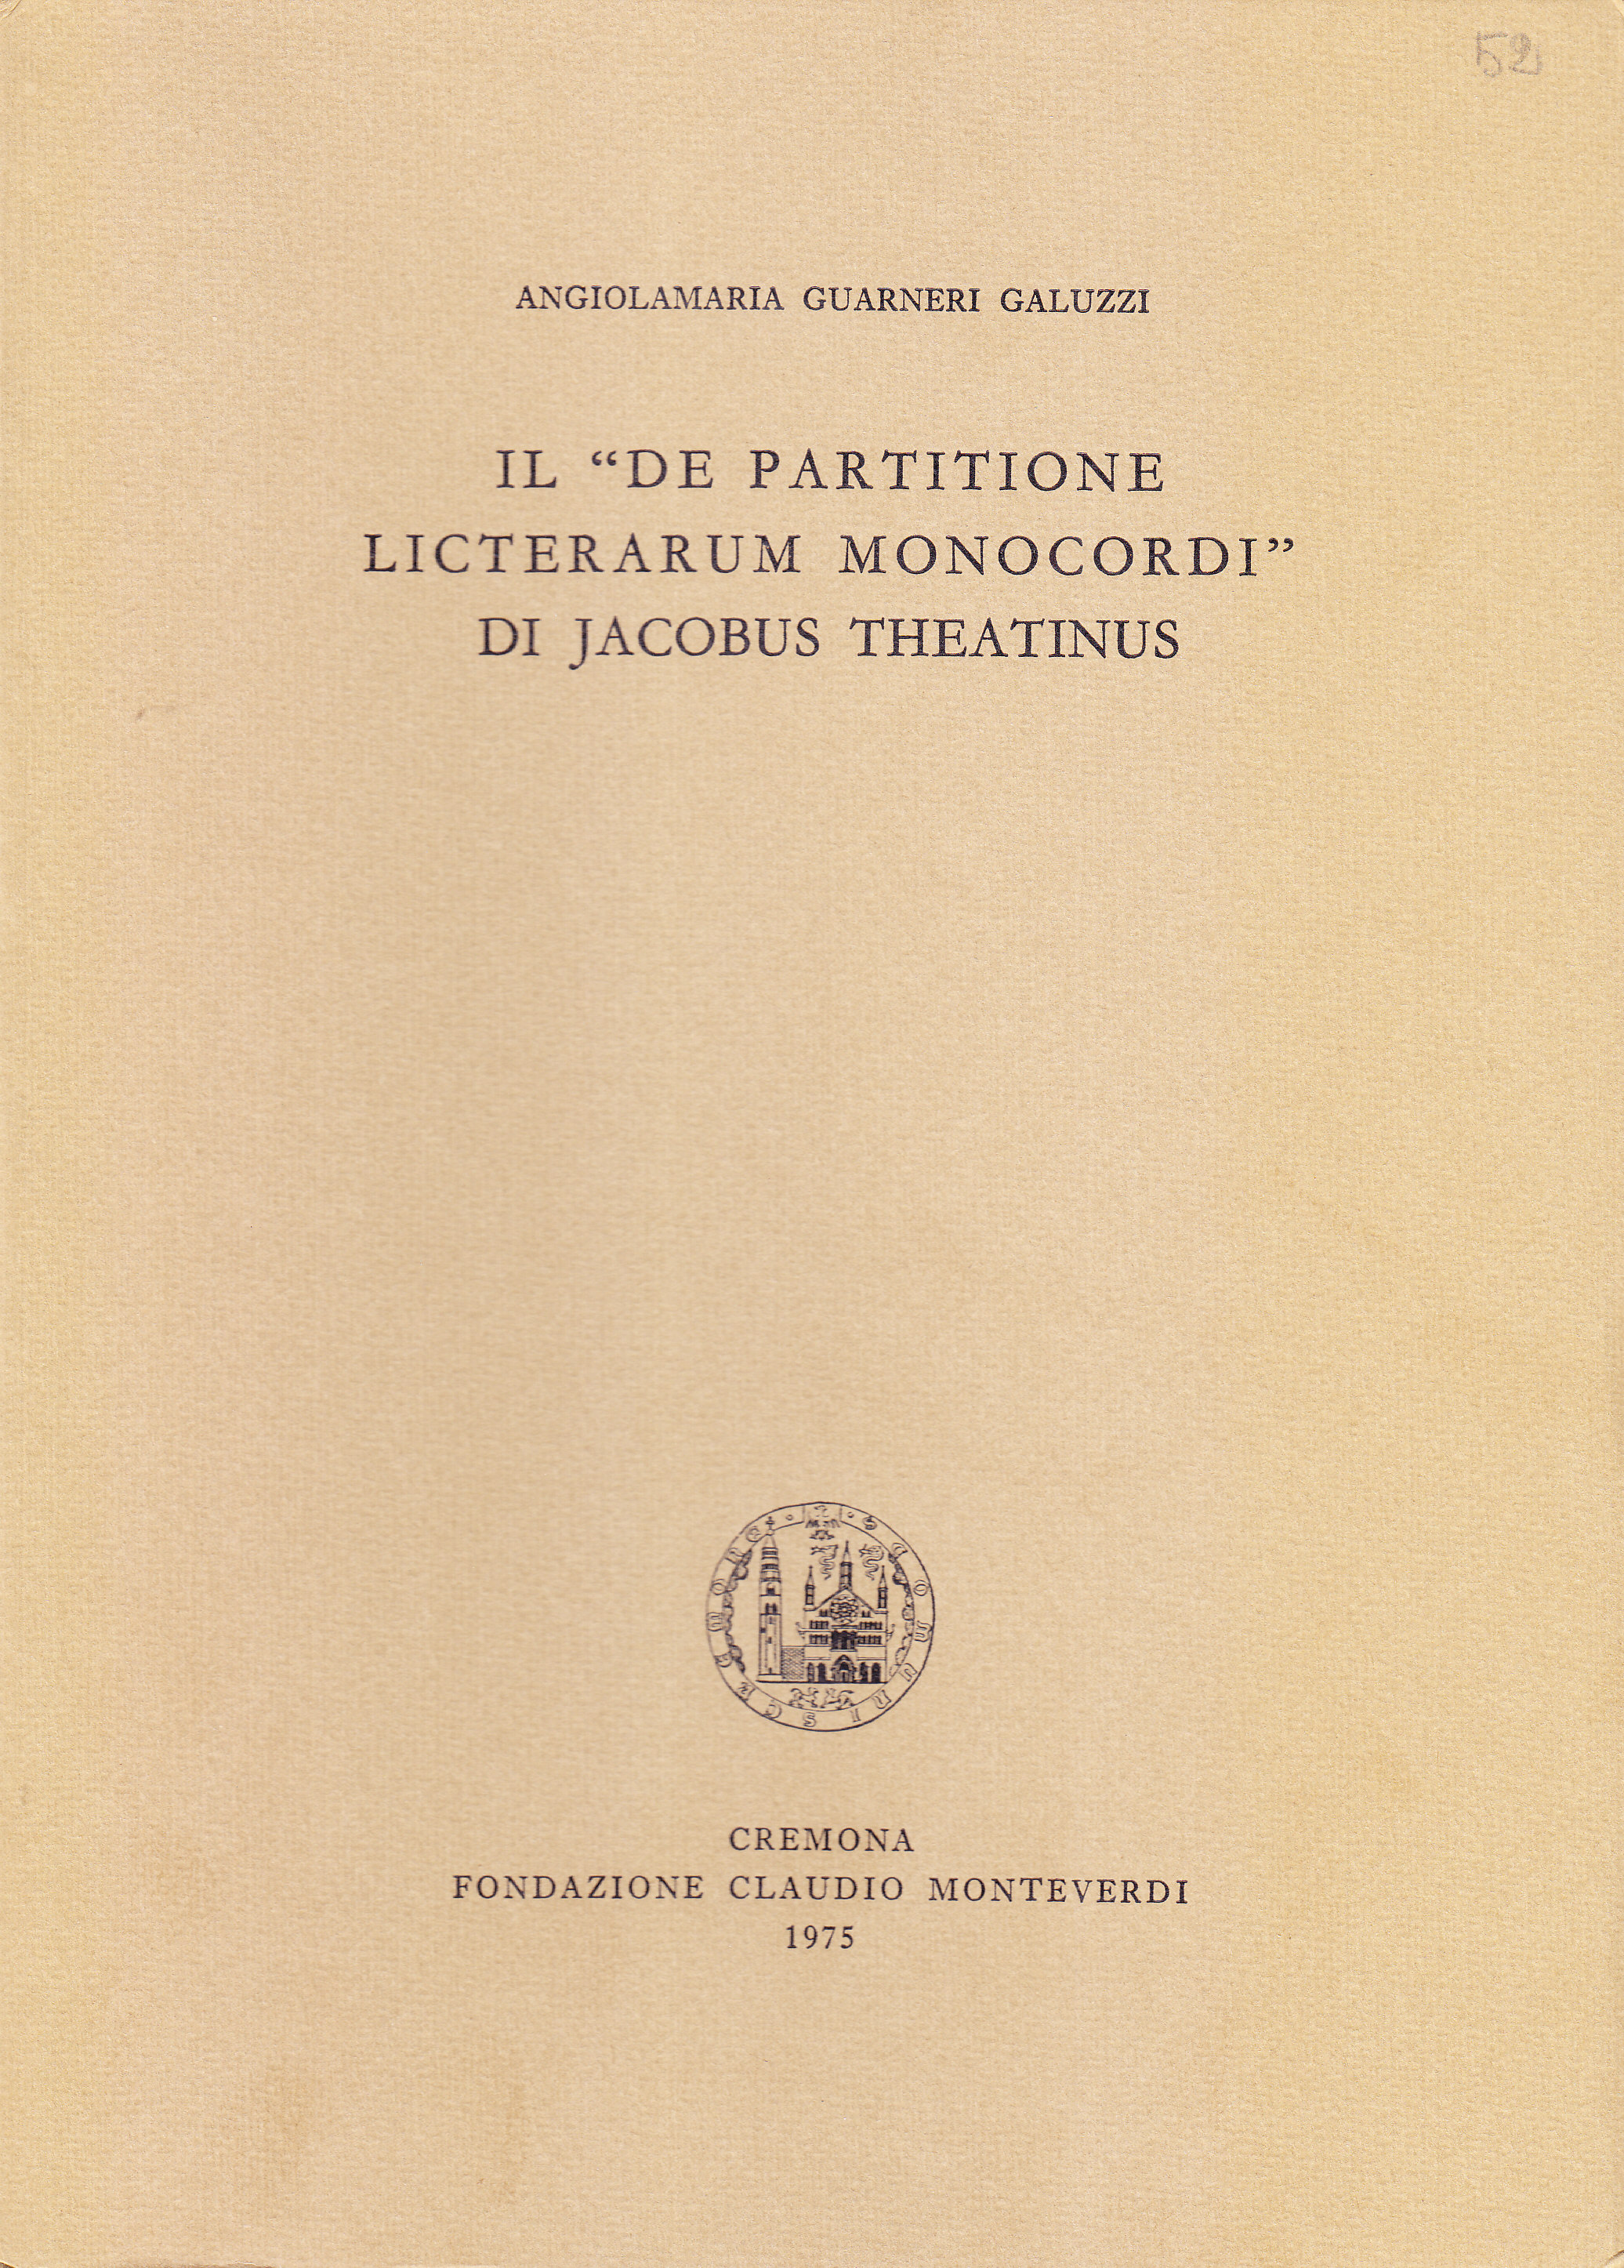 52
ANGIOLAMARIA GUARNERI GALUZZI
IL “DE PARTITIONE
LICTERARUM MONOCORDI”
DI JACOBUS THEATINUS
CREMONA
FONDAZIONE CLAUDIO MONTEVERDI
1975